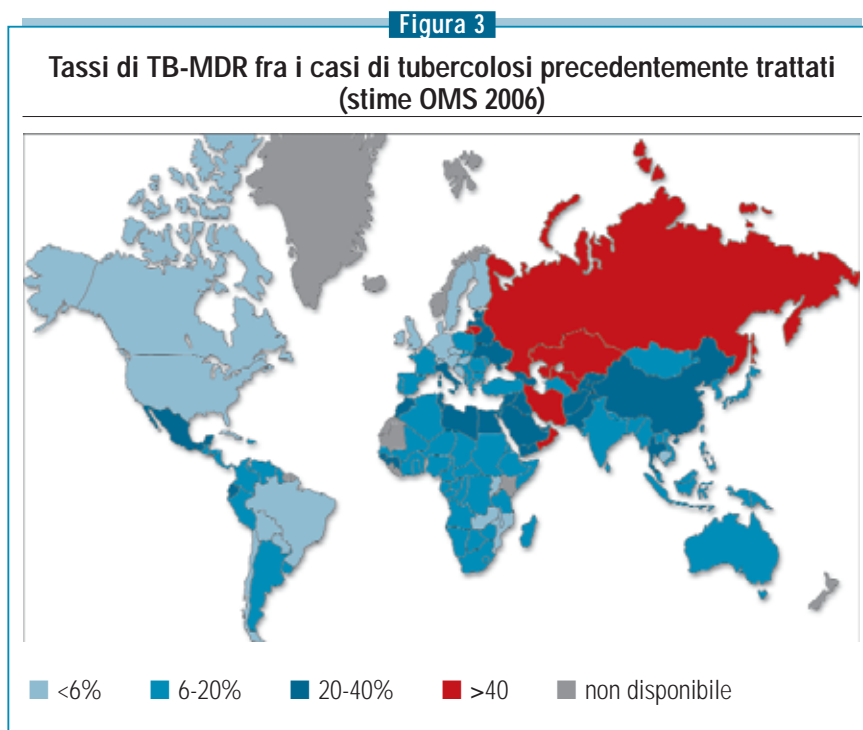 Figura 3
Tassi di TB-MDR fra i casi di tubercolosi precedentemente trattati
(stime OMS 2006)
<6% 6-20% 20-40% >40 non disponibile